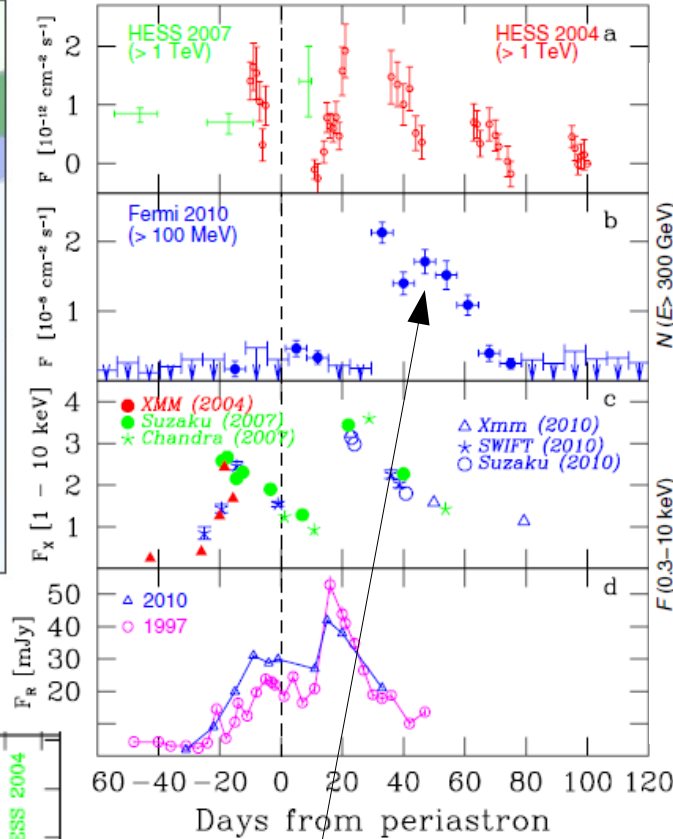 HESS 2007
(> 1 TeV)
HESS 2004
(> 1 TeV)
a
F [10⁻¹² cm⁻² s⁻¹]
2
1
0
Fermi 2010
(> 100 MeV)
b
F [10⁻⁶ cm⁻² s⁻¹]
2
1
N (E> 300 GeV)
XMM (2004)
Suzaku (2007)
Chandra (2007)
c
Xmm (2010)
SWIFT (2010)
Suzaku (2010)
Fx [1 – 10 keV]
4
3
2
1
F (0.3–10 keV)
2010
1997
d
F_R [mJy]
50
40
30
20
60 −40 −20 0 20 40 60 80 100 120
Days from periastron
ESS 2004